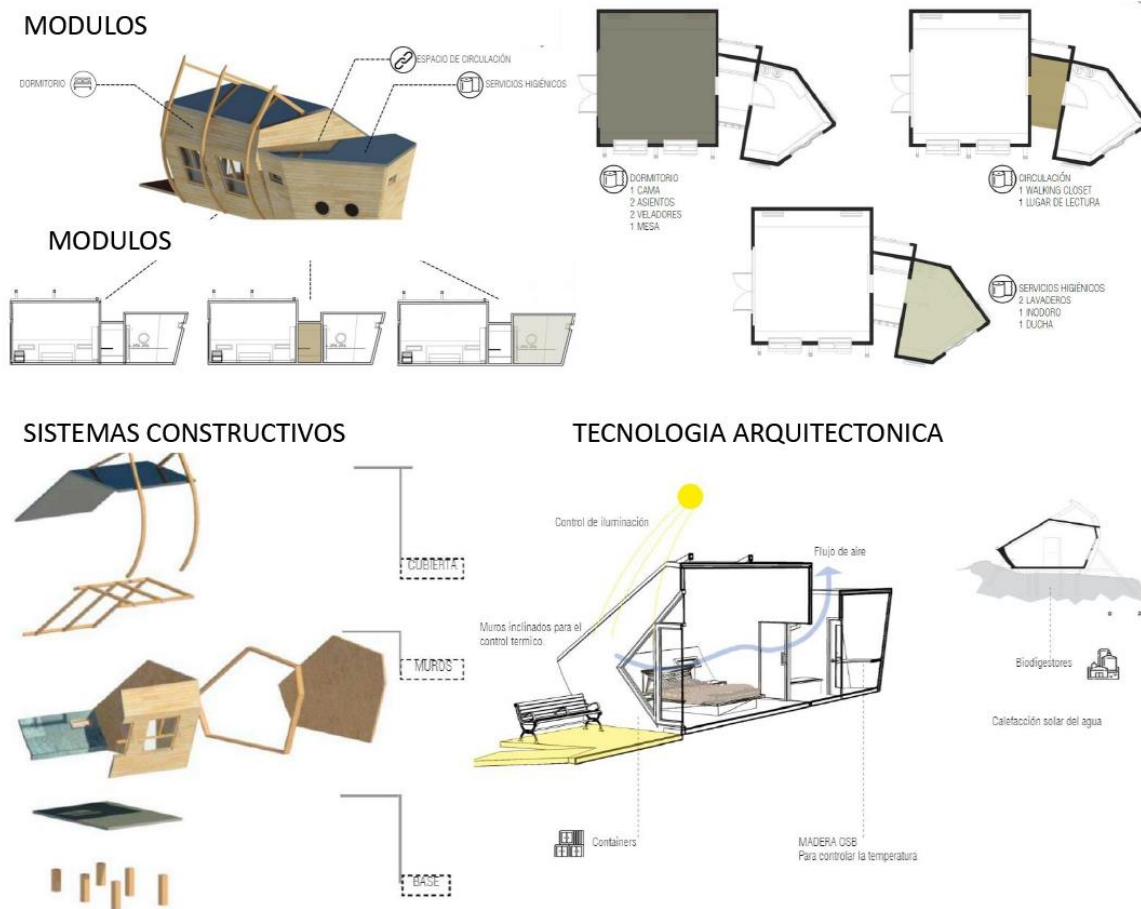 MODULOS
DORMITORIO
ESPACIO DE CIRCULACIÓN
SERVICIOS HIGIÉNICOS
DORMITORIO
1 CAMA
2 ASIENTOS
2 VELADORES
1 MESA
CIRCULACIÓN
1 WALKING CLOSET
1 LUGAR DE LECTURA
MODULOS
SERVICIOS HIGIÉNICOS
2 LAVADEROS
1 INODORO
1 DUCHA
SISTEMAS CONSTRUCTIVOS
CUBIERTA
MUROS
BASE
TECNOLOGIA ARQUITECTONICA
Control de iluminación
Flujo de aire
Muros inclinados para el
control termico.
Biodigestores
Calefacción solar del agua
Containers
MADERA OSB
Para controlar la temperatura